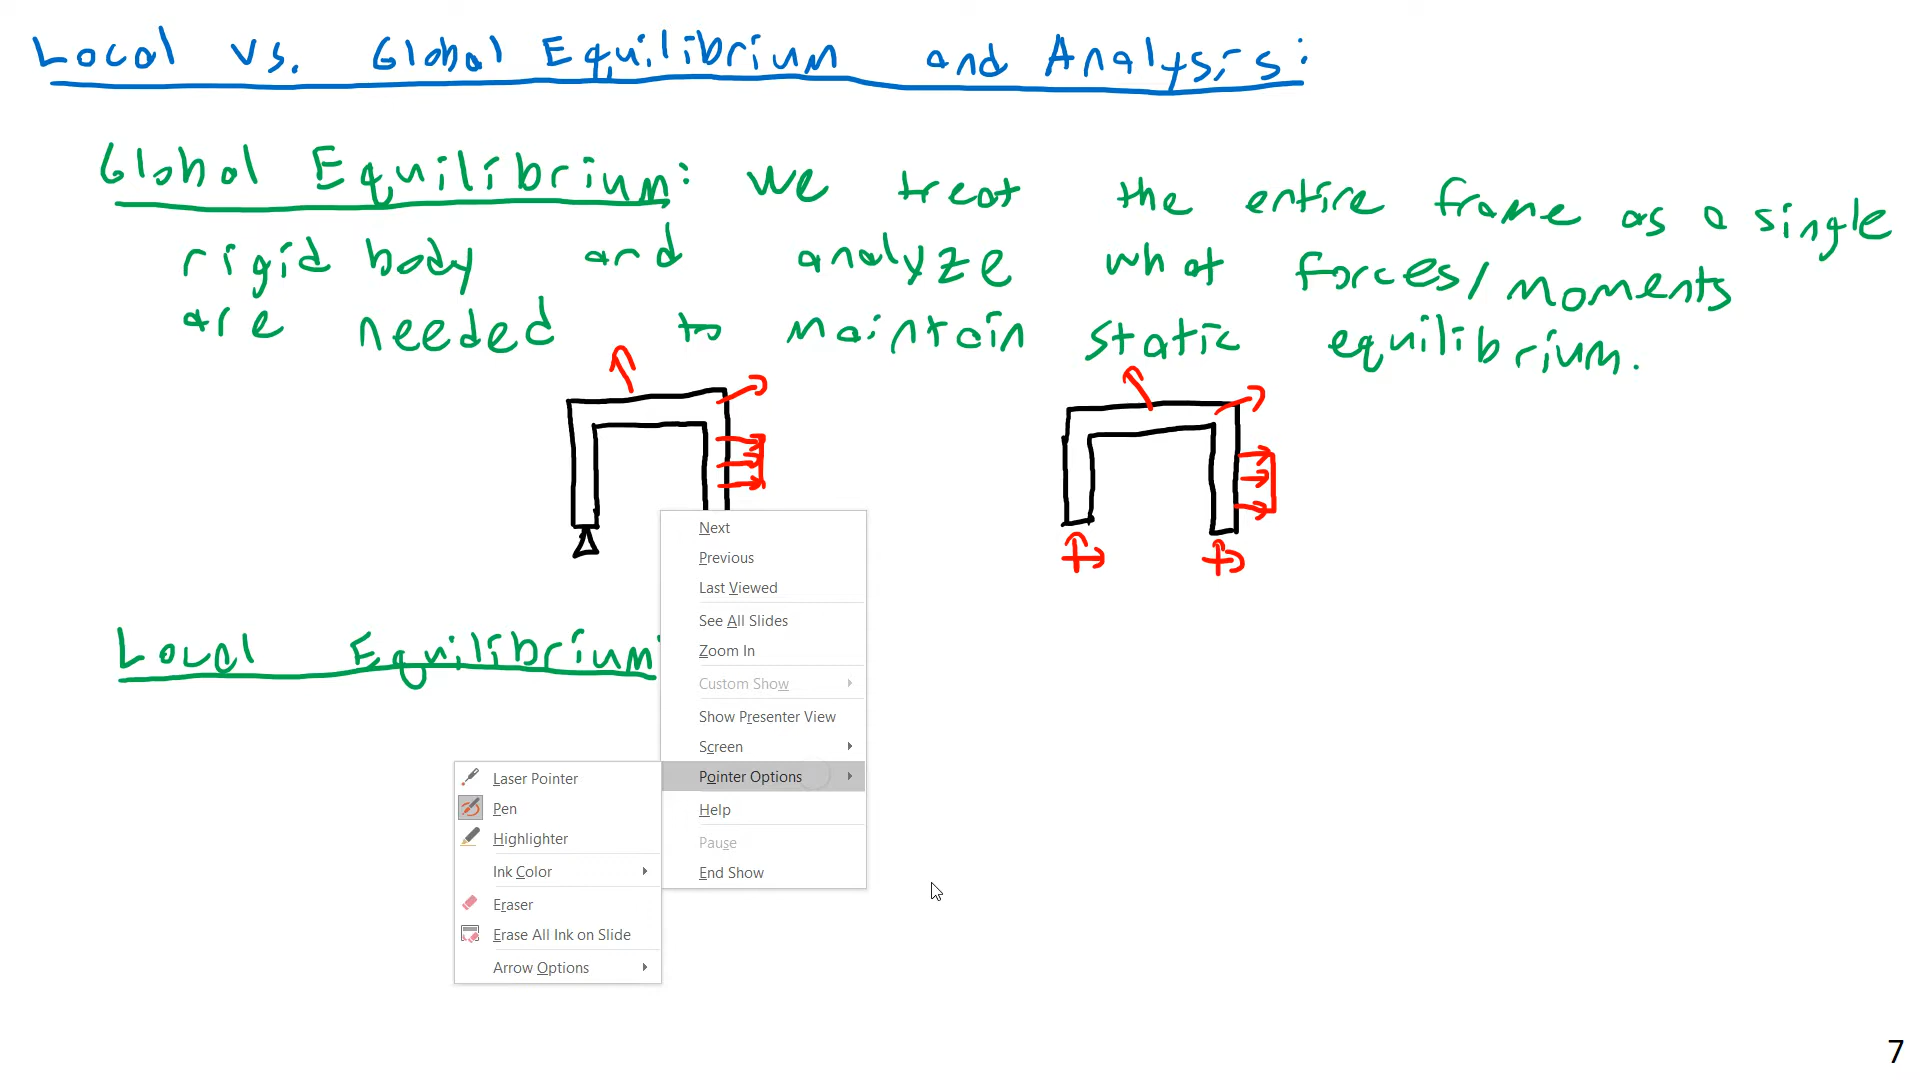 Local vs. Global Equilibrium and Analysis:
Global Equilibrium: we treat the entire frame as a single
rigid body and analyze what forces/moments
are needed to maintain static equilibrium.
Local Equilibrium:
Next
Previous
Last Viewed
See All Slides
Zoom In
Custom Show
Show Presenter View
Screen
Pointer Options
Help
Pause
End Show
Laser Pointer
Pen
Highlighter
Ink Color
Eraser
Erase All Ink on Slide
Arrow Options
7